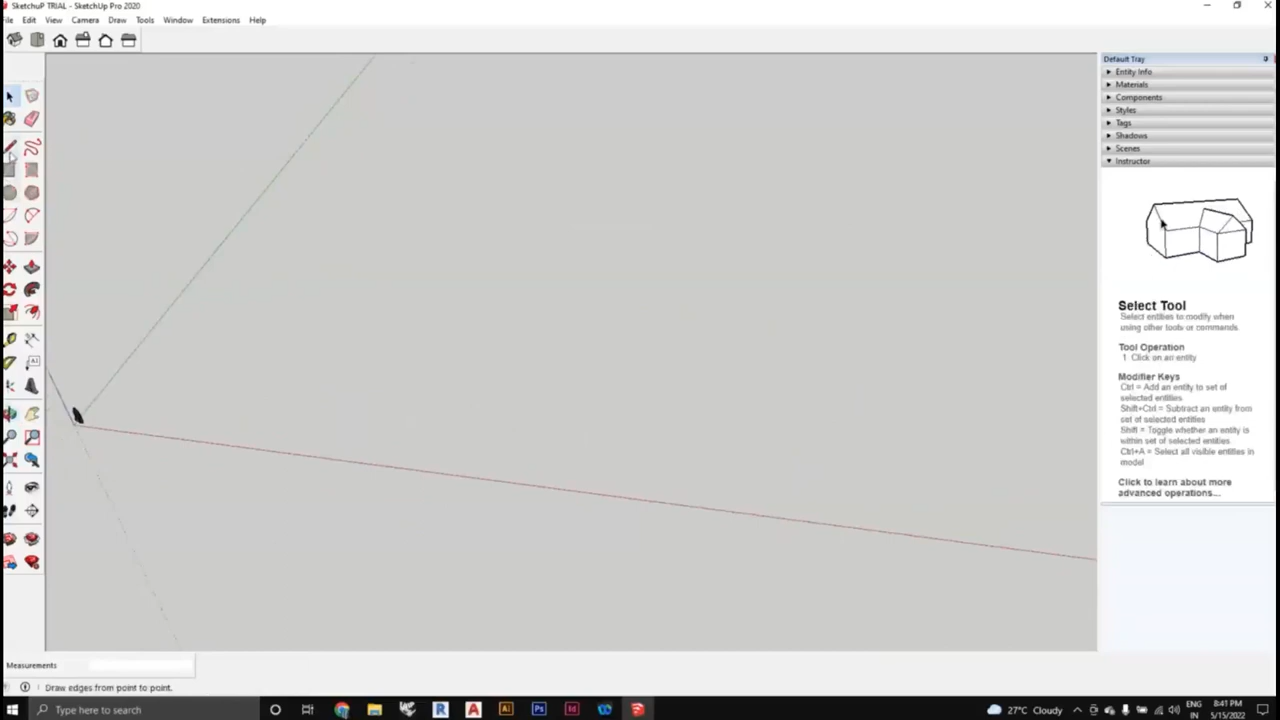 SketchuP TRIAL - SketchUp Pro 2020
File Edit View Camera Draw Tools Window Extensions Help
Default Tray
Entity Info
Materials
Components
Styles
Tags
Shadows
Scenes
Instructor
Select Tool
Select entities to modify when
using other tools or commands.
Tool Operation
1 Click on an entity
Modifier Keys
Ctrl = Add an entity to set of
selected entities
Shift+Ctrl = Subtract an entity from
set of selected entities
Shift = Toggle whether an entity is
within set of selected entities.
Ctrl+A = Select all visible entities in
model
Click to learn about more
advanced operations...
Measurements
Draw edges from point to point.
Type here to search
27°C Cloudy
ENG
IN
8:41 PM
5/15/2022